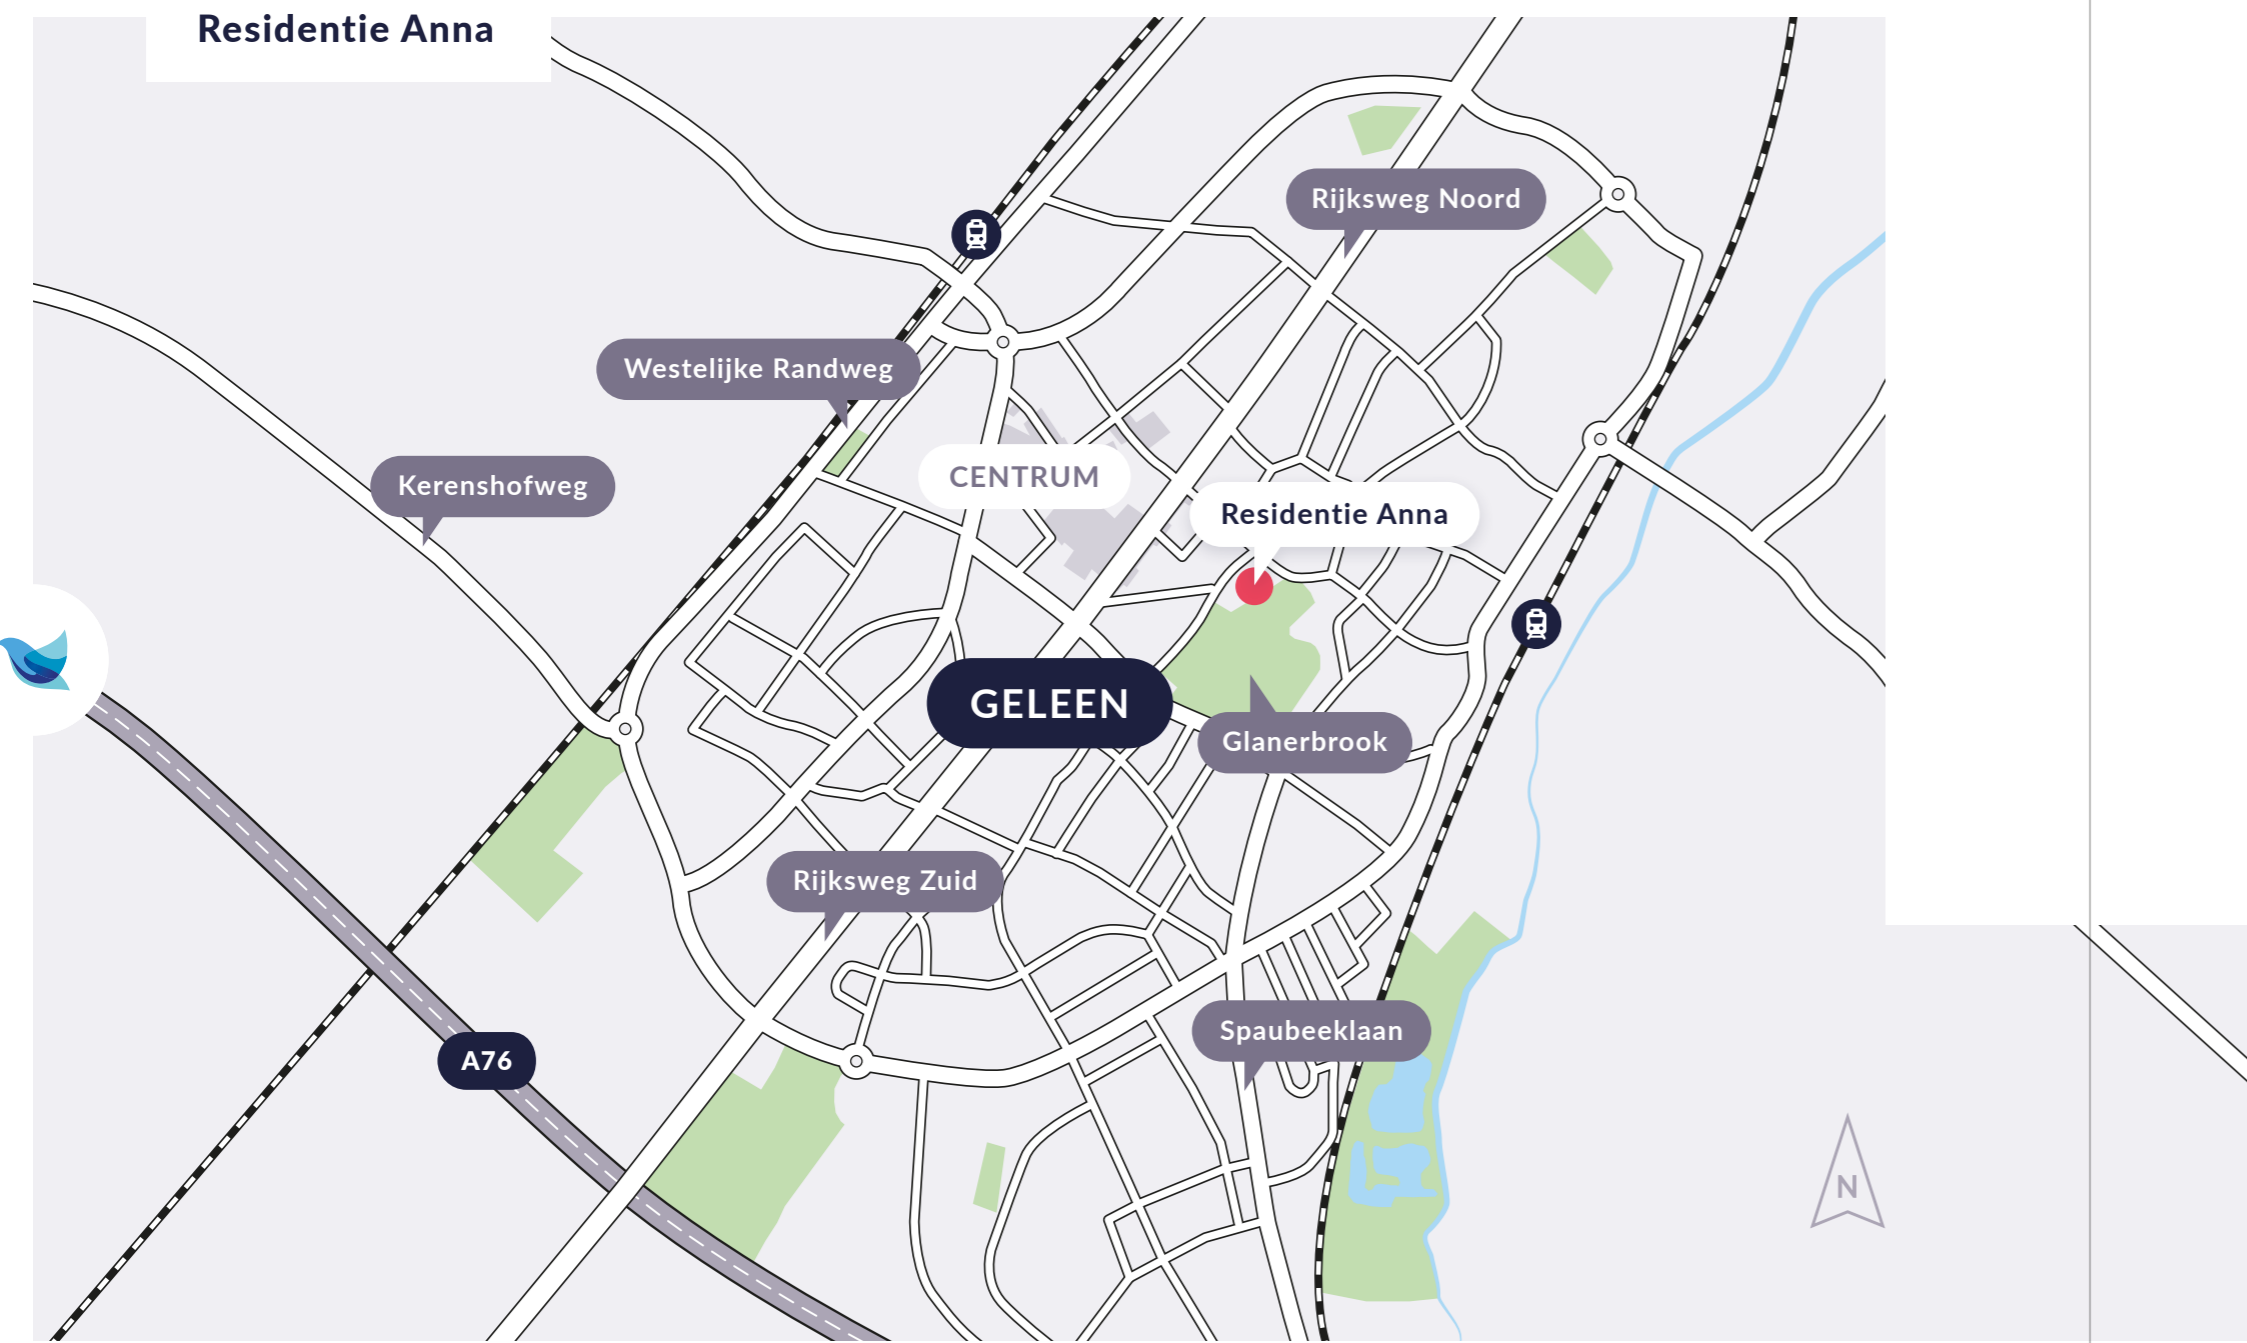 Residentie Anna
Rijksweg Noord
Westelijke Randweg
CENTRUM
Kerenshofweg
Residentie Anna
GELEEN
Glanerbrook
Rijksweg Zuid
Spaubeeklaan
A76
N